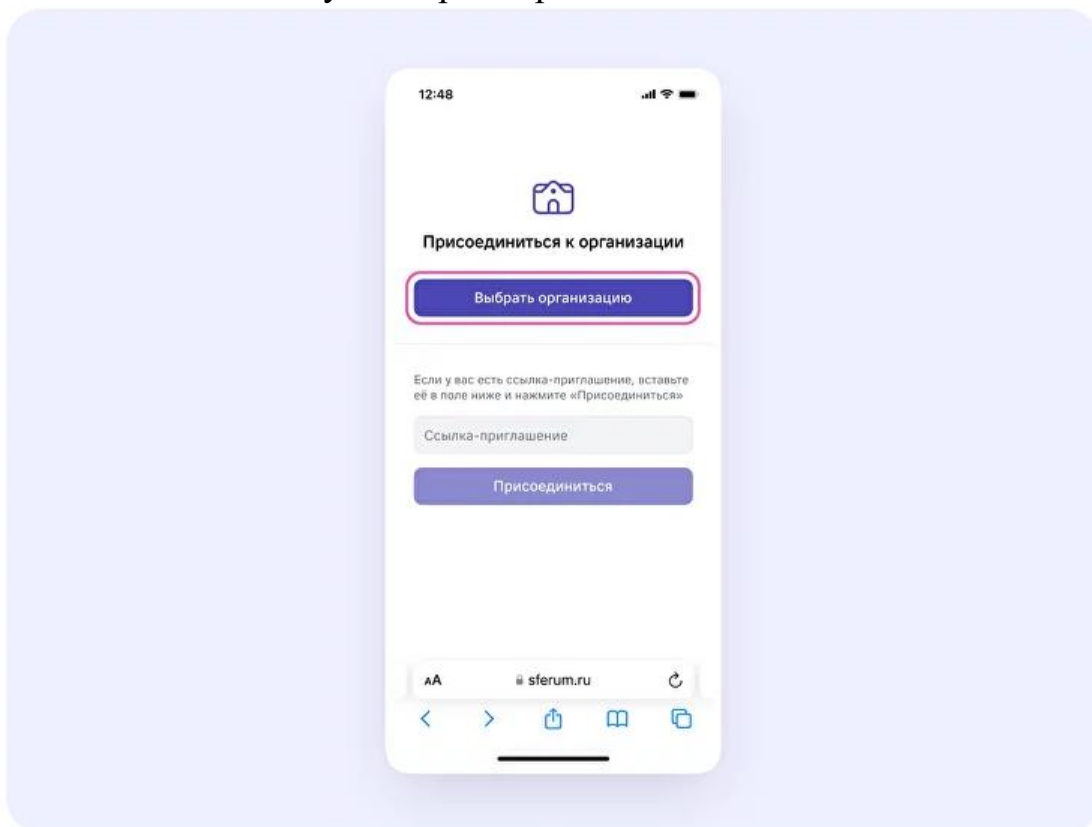 12:48
Присоединиться к организации
Выбрать организацию
Если у вас есть ссылка-приглашение, вставьте
её в поле ниже и нажмите «Присоединиться»
Ссылка-приглашение
Присоединиться
AA sferum.ru